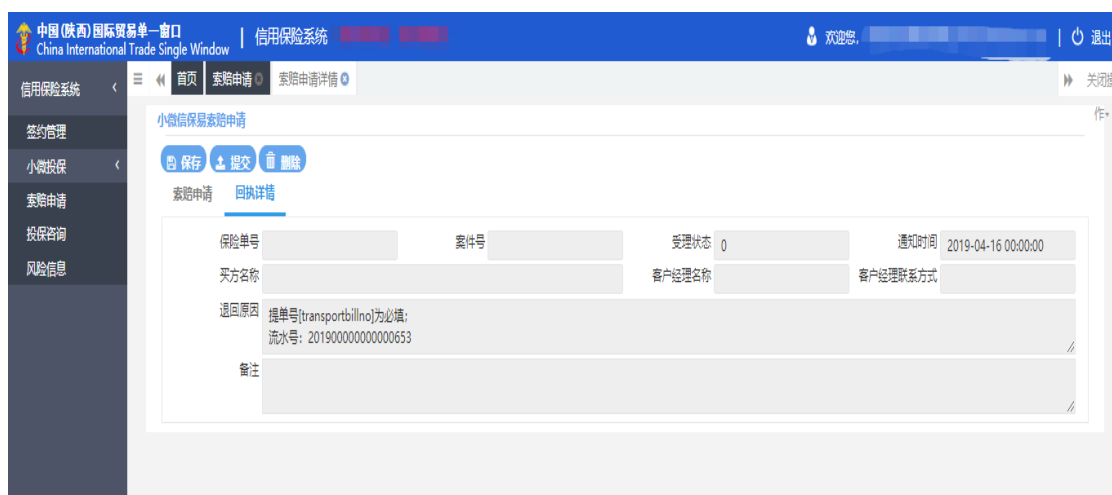 中国(陕西)国际贸易单一窗口
China International Trade Single Window
信用保险系统
欢迎您,
退出
信用保险系统
首页
索赔申请
索赔申请详情
关闭
作
签约管理
小微投保
索赔申请
投保咨询
风险信息
小微信保易索赔申请
保存 提交 删除
索赔申请 回执详情
保险单号 案件号 受理状态 0 通知时间 2019-04-16 00:00:00
买方名称 客户经理名称 客户经理联系方式
退回原因 提单号[transportbillno]为必填;
流水号: 201900000000000653
备注